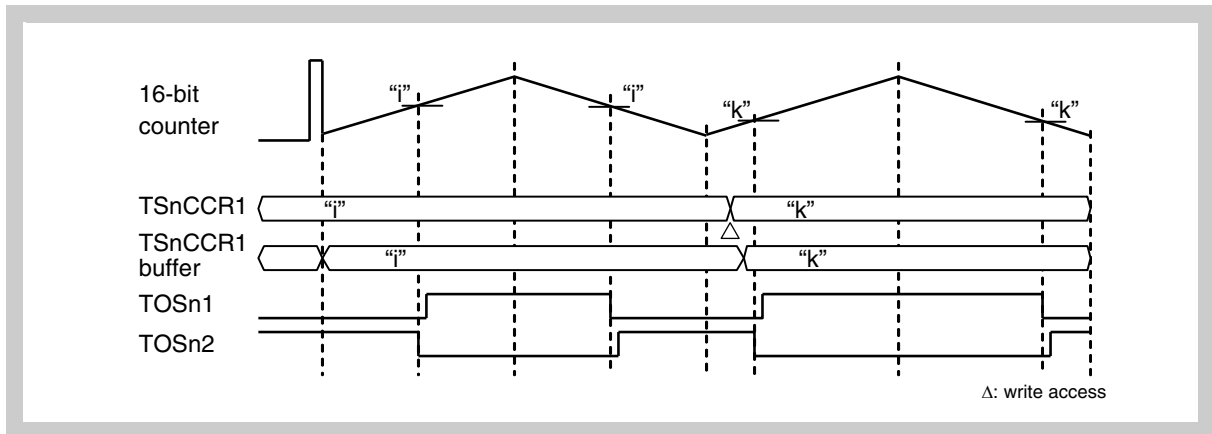 16-bit
counter
“i”
“i”
“k”
“k”
TSnCCR1
“i”
“k”
TSnCCR1
buffer
“i”
“k”
TOSn1
TOSn2
Δ: write access